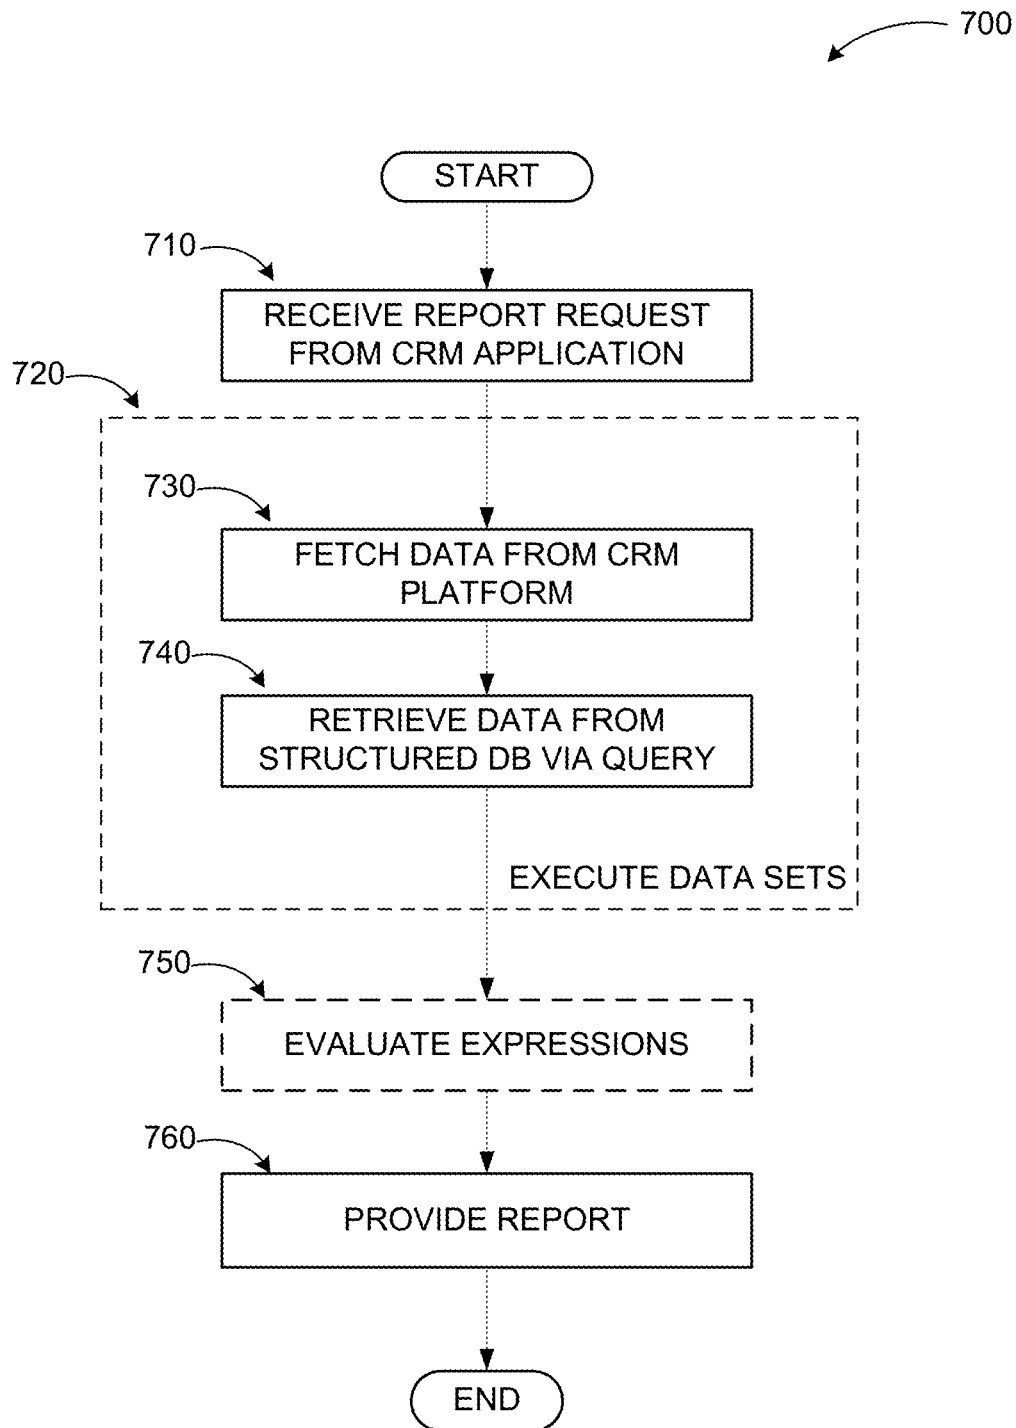 700
START
710
RECEIVE REPORT REQUEST
FROM CRM APPLICATION
720
730
FETCH DATA FROM CRM
PLATFORM
740
RETRIEVE DATA FROM
STRUCTURED DB VIA QUERY
EXECUTE DATA SETS
750
EVALUATE EXPRESSIONS
760
PROVIDE REPORT
END